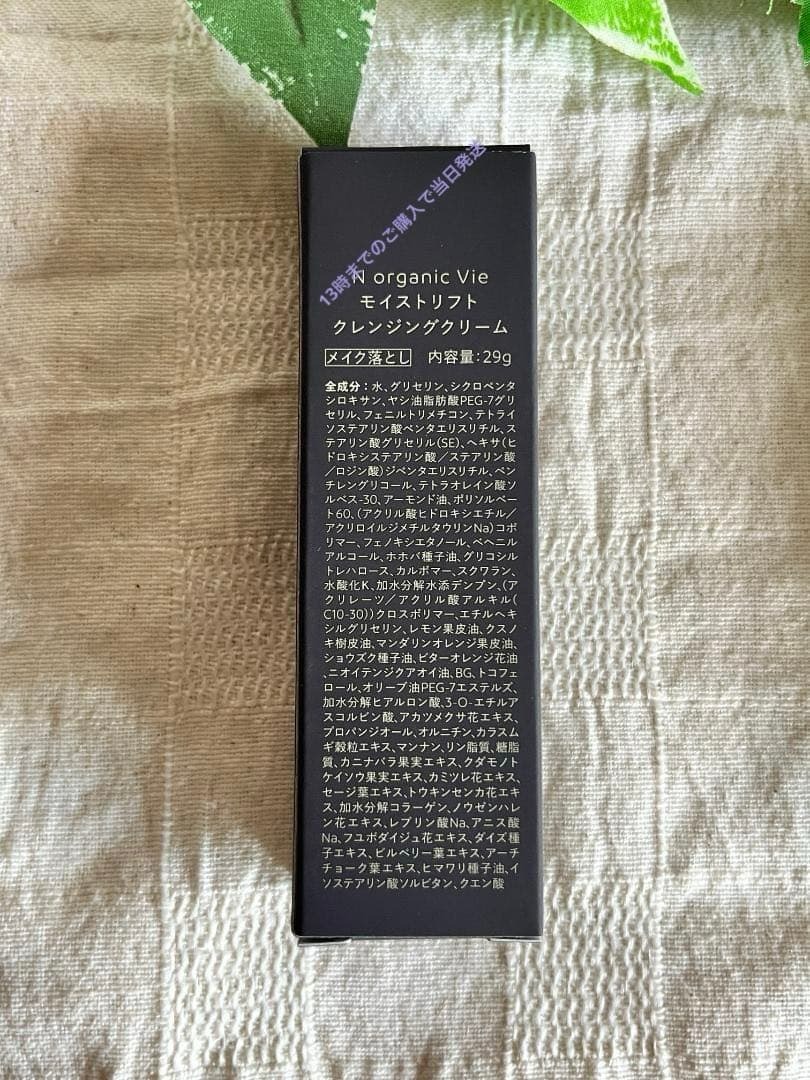 13時までのご購入で当日発送
N organic Vie
モイストリフト
クレンジングクリーム
メイク落とし 内容量:29g
全成分:水、グリセリン、シクロペンタ
シロキサン、ヤシ油脂肪酸PEG-7グリ
セリル、フェニルトリメチコン、テトライ
ソステアリン酸ペンタエリスリチル、ス
テアリン酸グリセリル(SE)、ヘキサ(ヒ
ドロキシステアリン酸/ステアリン酸
/ロジン酸)ジペンタエリスリチル、ペン
チレングリコール、テトラオレイン酸ソ
ルベス-30、アーモンド油、ポリソルベー
ト60、(アクリル酸ヒドロキシエチル/
アクリロイルジメチルタウリンNa)コポ
リマー、フェノキシエタノール、ベヘニル
アルコール、ホホバ種子油、グリコシル
トレハロース、カルボマー、スクワラン、
水酸化K、加水分解水添デンプン、(ア
クリレーツ/アクリル酸アルキル(
C10-30))クロスポリマー、エチルヘキ
シルグリセリン、レモン果皮油、クスノ
キ樹皮油、マンダリンオレンジ果皮油、
ショウズク種子油、ビターオレンジ花油
、ニオイテンジクアオイ油、BG、トコフェ
ロール、オリーブ油PEG-7エステルズ、
加水分解ヒアルロン酸、3-O-エチルア
スコルビン酸、アカツメクサ花エキス、
プロパンジオール、オルニチン、カラスム
ギ穀粒エキス、マンナン、リン脂質、糖脂
質、カニナバラ果実エキス、クダモノト
ケイソウ果実エキス、カミツレ花エキス、
セージ葉エキス、トウキンセンカ花エキ
ス、加水分解コラーゲン、ノウゼンハレ
ン花エキス、レブリン酸Na、アニス酸
Na、フユボダイジュ花エキス、ダイズ種
子エキス、ビルベリー葉エキス、アーチ
チョーク葉エキス、ヒマワリ種子油、イ
ソステアリン酸ソルビタン、クエン酸